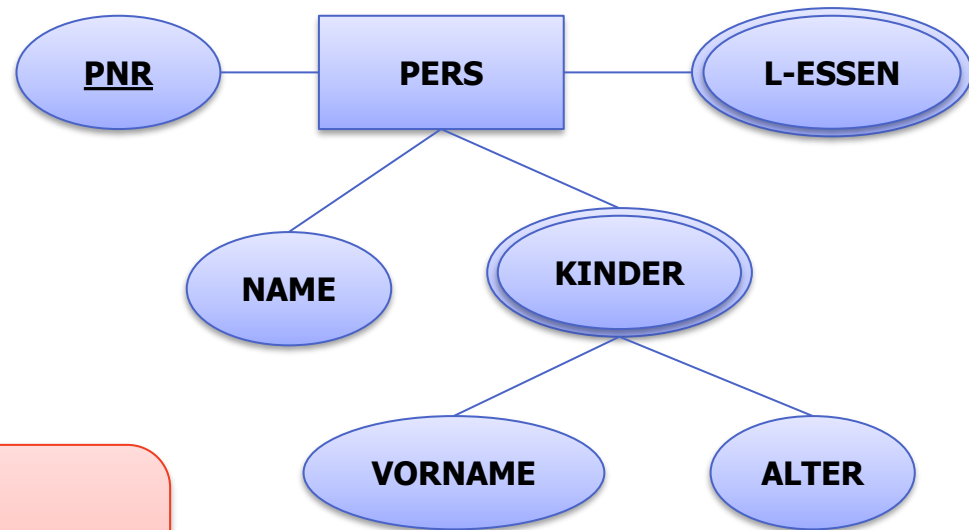 PNR
PERS
L-ESSEN
NAME
KINDER
VORNAME
ALTER